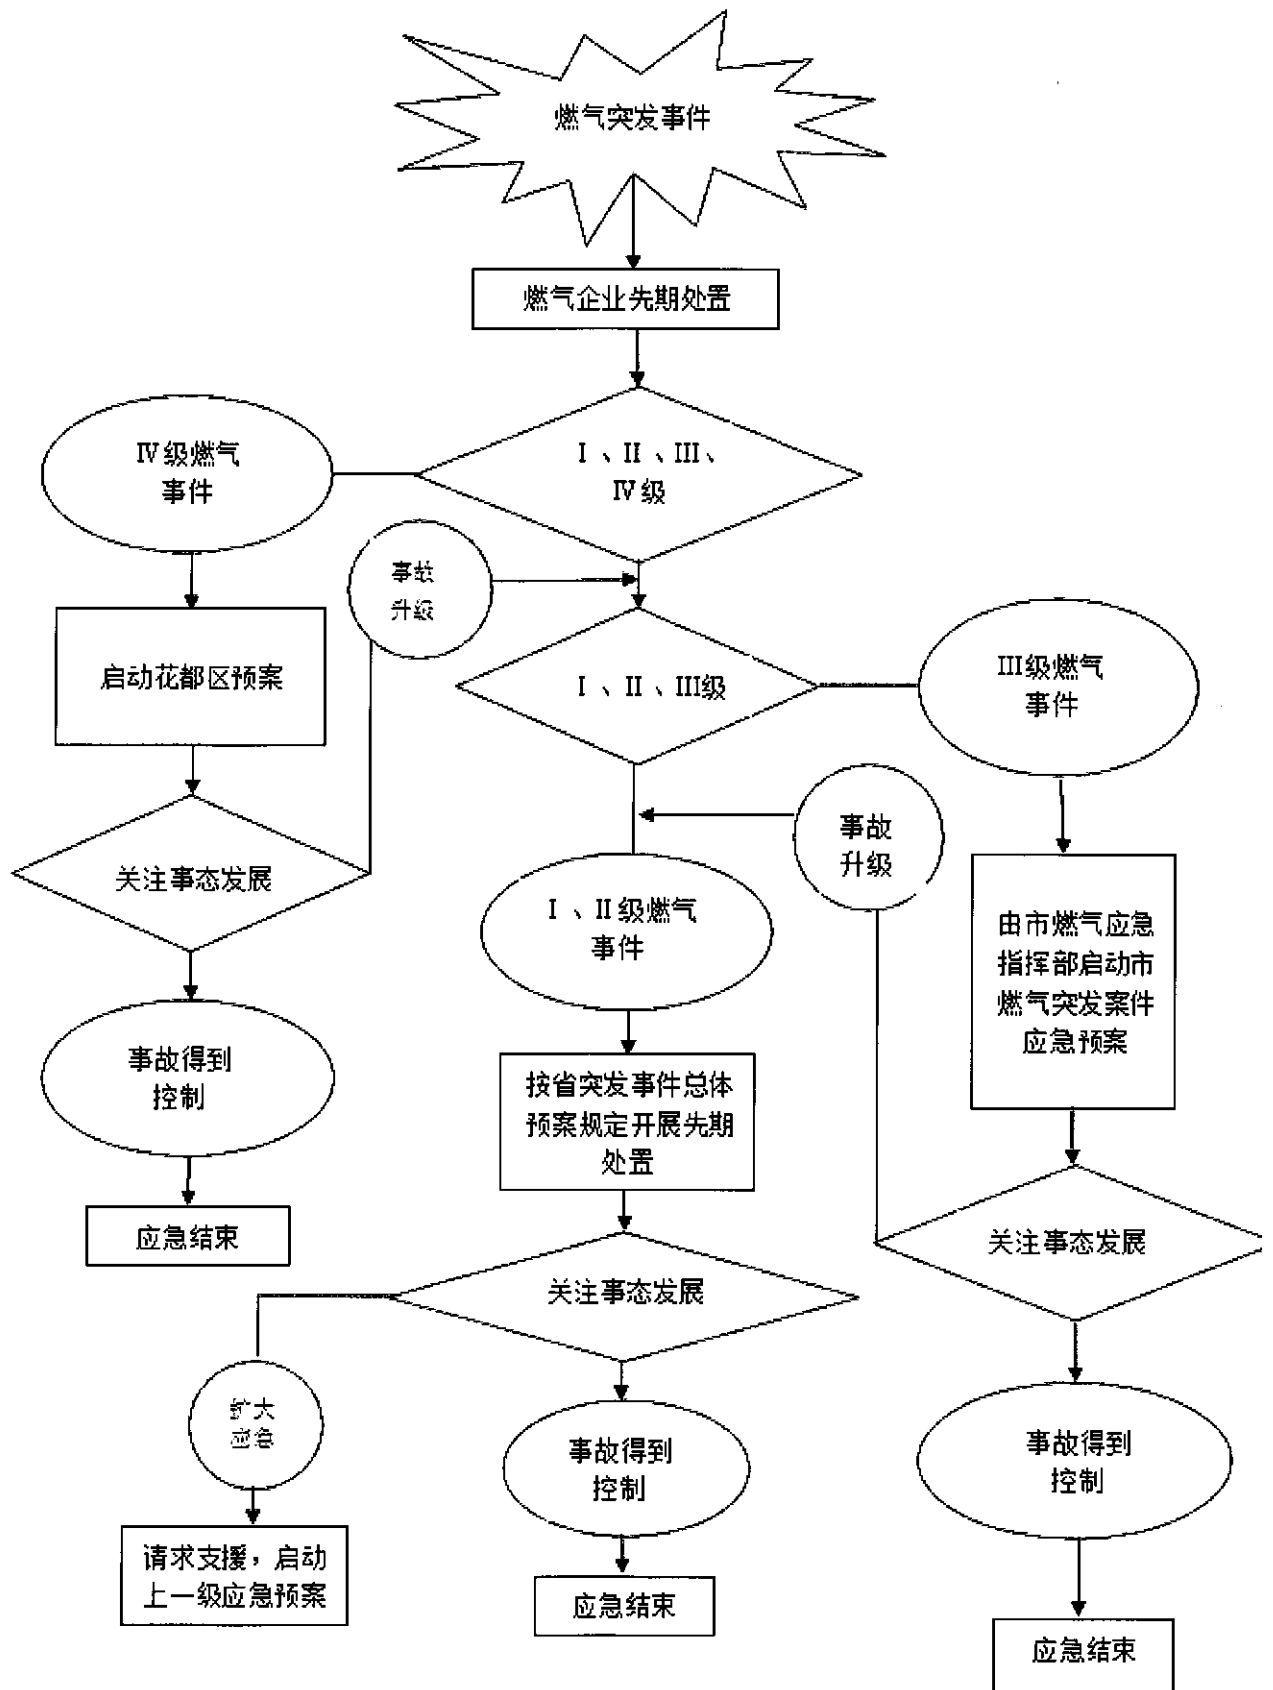 燃气突发事件
燃气企业先期处置
Ⅰ、Ⅱ、Ⅲ、
Ⅳ级
Ⅳ级燃气
事件
事故
升级
启动花都区预案
Ⅰ、Ⅱ、Ⅲ级
Ⅲ级燃气
事件
事故
升级
关注事态发展
Ⅰ、Ⅱ级燃气
事件
由市燃气应急
指挥部启动市
燃气突发案件
应急预案
事故得到
控制
按省突发事件总体
预案规定开展先期
处置
应急结束
关注事态发展
关注事态发展
扩大
应急
事故得到
控制
事故得到
控制
请求支援，启动
上一级应急预案
应急结束
应急结束